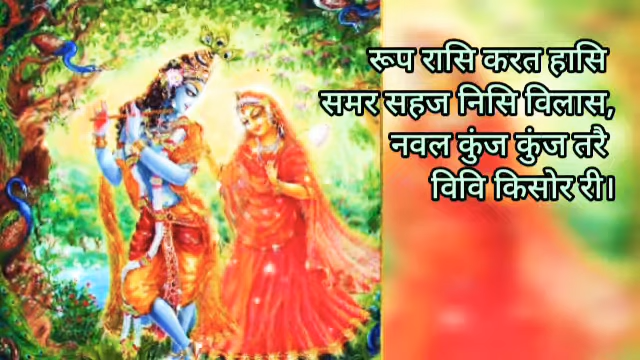 रूप रासि करत हासि
समर सहज निसि विलास,
नवल कुंज कुंज तरै
विवि किसोर री।